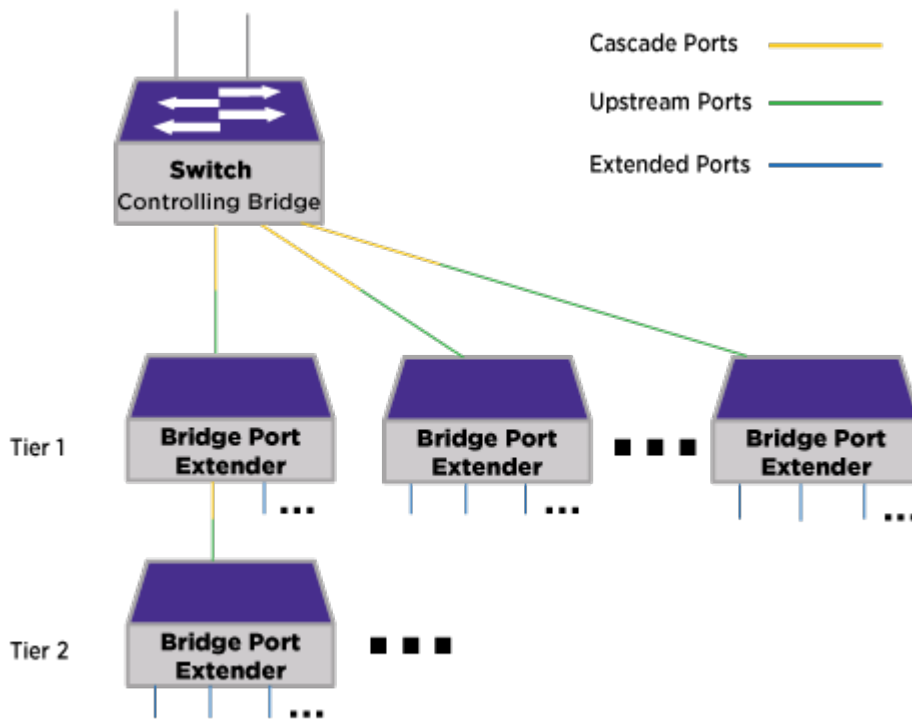 Cascade Ports
Upstream Ports
Extended Ports
Switch
Controlling Bridge
Tier 1
Bridge Port
Extender
...
Bridge Port
Extender
...
Bridge Port
Extender
...
Tier 2
Bridge Port
Extender
...